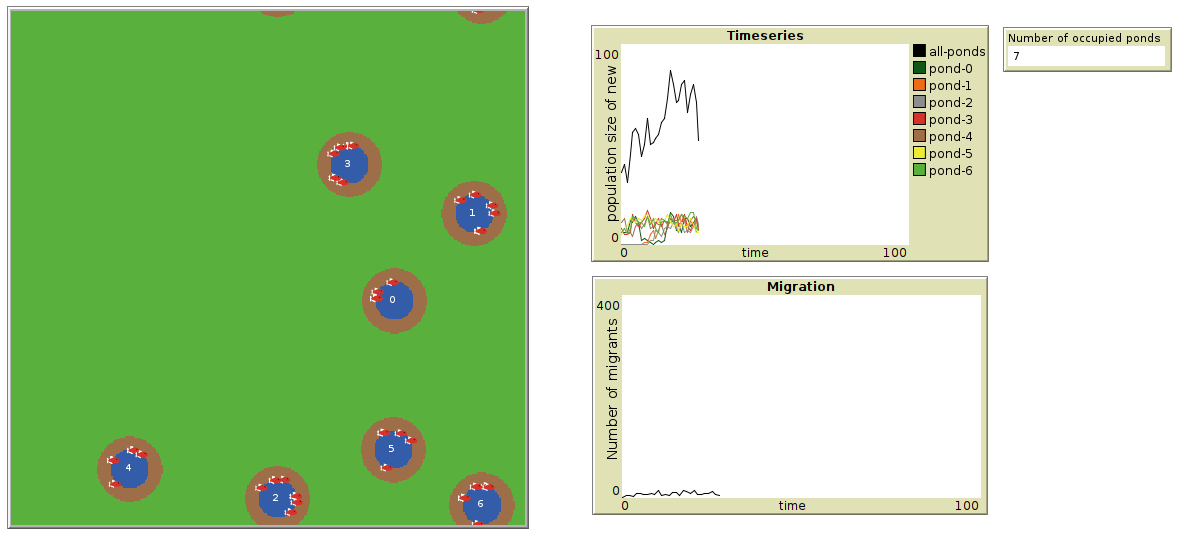 3
1
0
5
4
2
6
Timeseries
100
population size of new
0
0
time
100
all-ponds
pond-0
pond-1
pond-2
pond-3
pond-4
pond-5
pond-6
Number of occupied ponds
7
Migration
400
Number of migrants
0
0
time
100